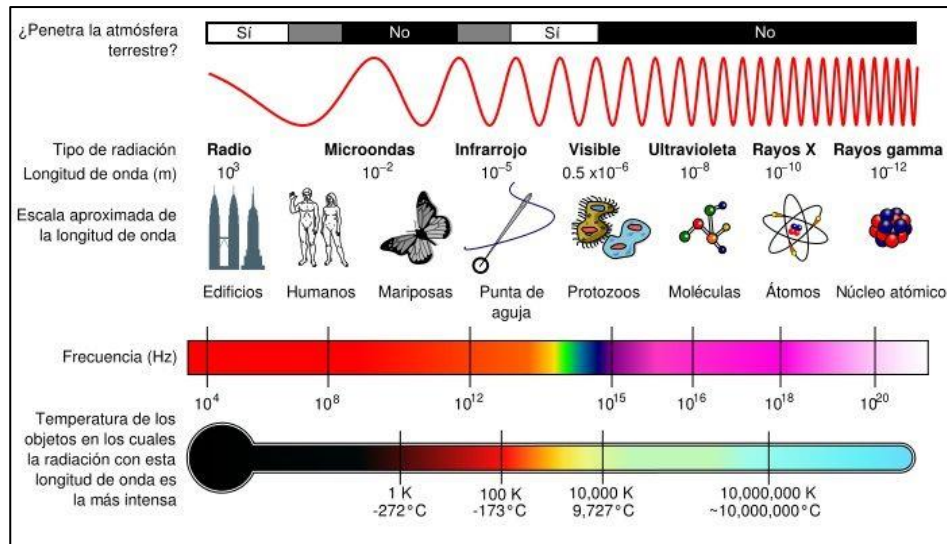 ¿Penetra la atmósfera
terrestre?
Sí No Sí No
Tipo de radiación
Radio Microondas Infrarrojo Visible Ultravioleta Rayos X Rayos gamma
Longitud de onda (m)
10³ 10⁻² 10⁻⁵ 0.5 x10⁻⁶ 10⁻⁸ 10⁻¹⁰ 10⁻¹²
Escala aproximada de
la longitud de onda
Edificios Humanos Mariposas Punta de Protozoos Moléculas Átomos Núcleo atómico
aguja
Frecuencia (Hz)
10⁴ 10⁸ 10¹² 10¹⁵ 10¹⁶ 10¹⁸ 10²⁰
Temperatura de los
objetos en los cuales
la radiación con esta
longitud de onda es
la más intensa
1 K 100 K 10,000 K 10,000,000 K
-272°C -173°C 9,727°C ~10,000,000°C